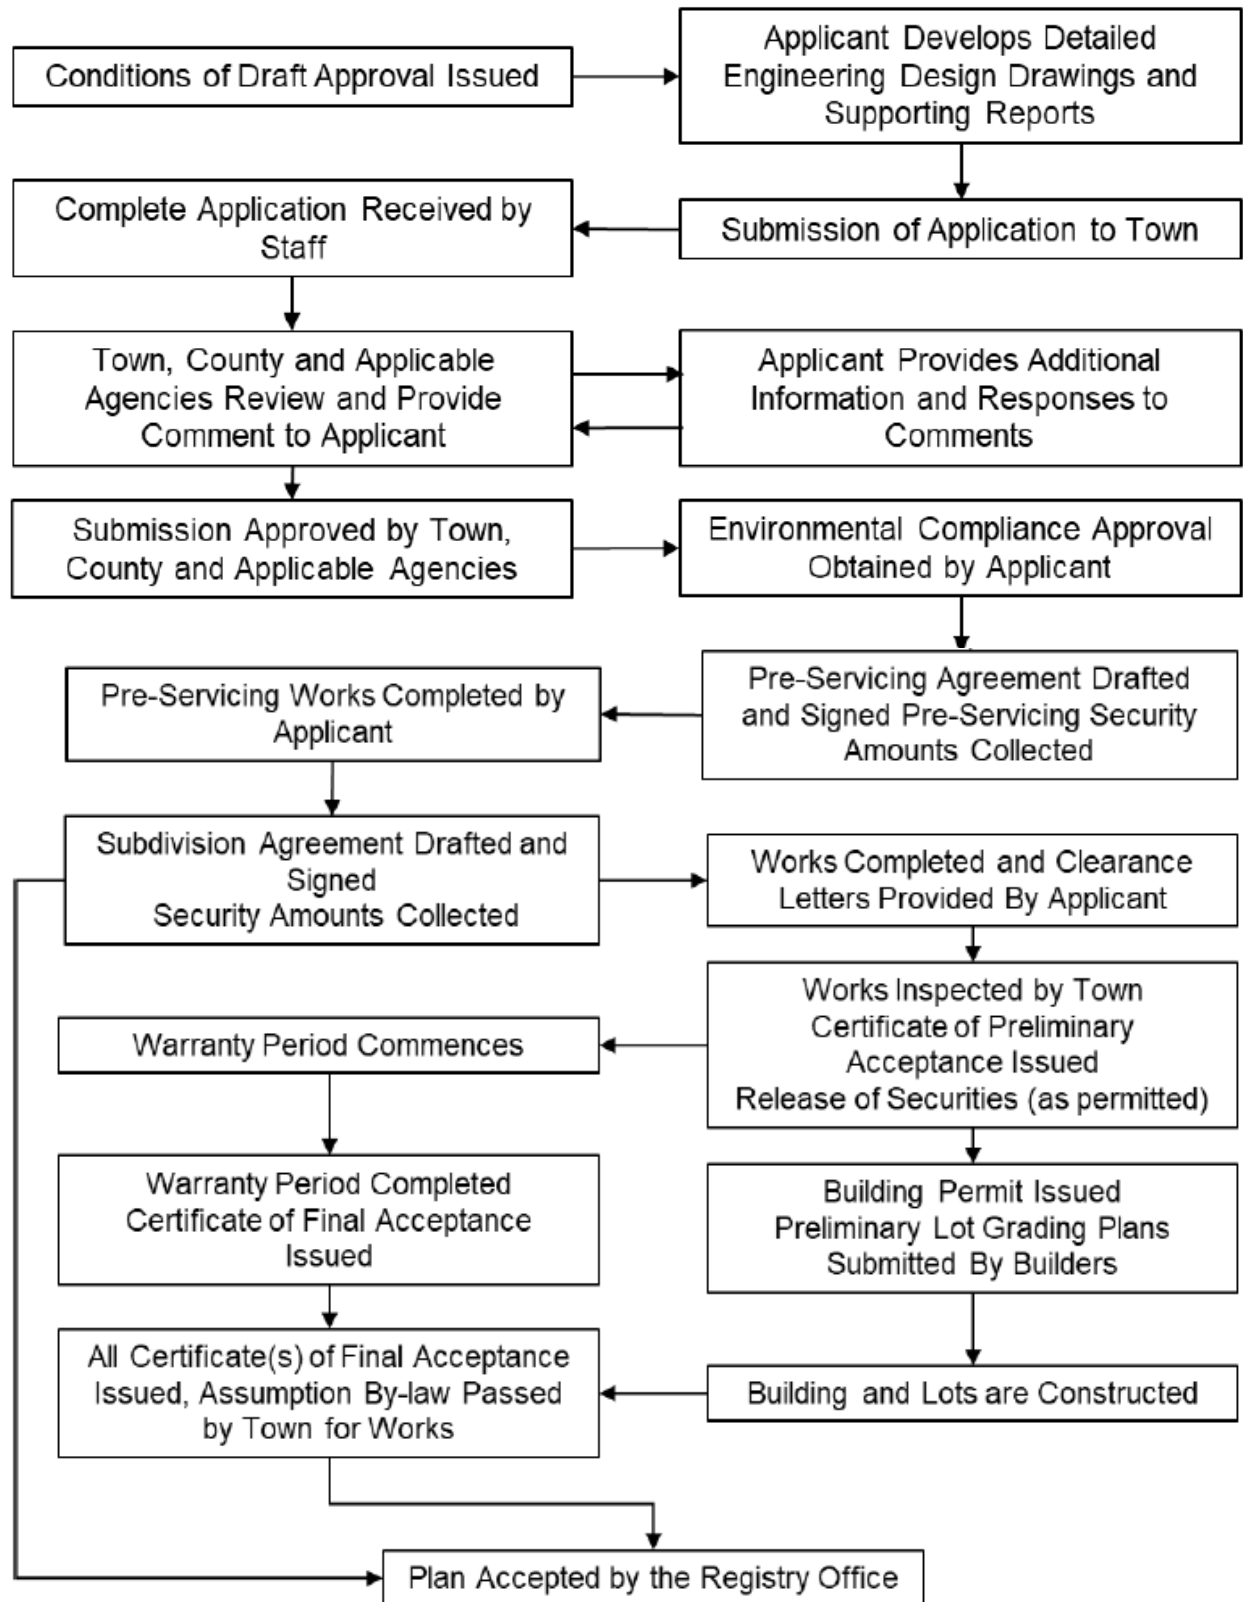 Conditions of Draft Approval Issued
Applicant Develops Detailed
Engineering Design Drawings and
Supporting Reports
Complete Application Received by
Staff
Submission of Application to Town
Town, County and Applicable
Agencies Review and Provide
Comment to Applicant
Applicant Provides Additional
Information and Responses to
Comments
Submission Approved by Town,
County and Applicable Agencies
Environmental Compliance Approval
Obtained by Applicant
Pre-Servicing Works Completed by
Applicant
Pre-Servicing Agreement Drafted
and Signed Pre-Servicing Security
Amounts Collected
Subdivision Agreement Drafted and
Signed
Security Amounts Collected
Works Completed and Clearance
Letters Provided By Applicant
Warranty Period Commences
Works Inspected by Town
Certificate of Preliminary
Acceptance Issued
Release of Securities (as permitted)
Warranty Period Completed
Certificate of Final Acceptance
Issued
Building Permit Issued
Preliminary Lot Grading Plans
Submitted By Builders
All Certificate(s) of Final Acceptance
Issued, Assumption By-law Passed
by Town for Works
Building and Lots are Constructed
Plan Accepted by the Registry Office